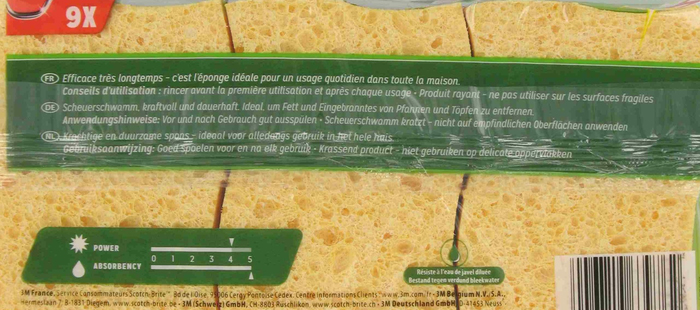 9X
FR Efficace très longtemps - c'est l'éponge idéale pour un usage quotidien dans toute la maison.
Conseils d'utilisation : rincer avant la première utilisation et après chaque usage • Produit rayant - ne pas utiliser sur les surfaces fragiles
DE Scheuerschwamm, kraftvoll und dauerhaft. Ideal, um Fett und Eingebranntes von Pfannen und Töpfen zu entfernen.
Anwendungshinweise: Vor und nach Gebrauch gut ausspülen • Scheuerschwamm kratzt - nicht auf empfindlichen Oberflächen anwenden
NL Krachtige en duurzame spons - ideaal voor alledaags gebruik in het hele huis
Gebruiksaanwijzing: Goed spoelen voor en na elk gebruik - Krassend product - niet gebruiken op delicate oppervlakken
POWER
0 1 2 3 4 5
ABSORBENCY
Résiste à l'eau de javel diluée
Bestand tegen verdund bleekwater
3M France, Service Consommateurs Scotch-Brite™ Bd de l'Oise, 95006 Cergy Pontoise Cedex. Centre Informations Clients www.3m.com/fr - 3M Belgium N.V., S.A.,
Hermeslaan 7, B-1831 Diegem, www.scotch-brite.be - 3M (Schweiz) GmbH, CH-8803 Rüschlikon, www.scotch-brite.ch - 3M Deutschland GmbH D-41453 Neuss